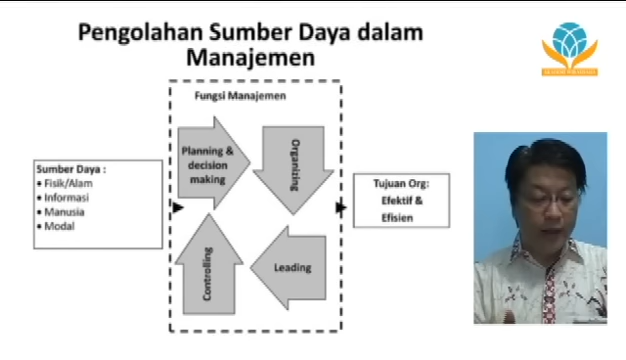 Pengolahan Sumber Daya dalam
Manajemen
Fungsi Manajemen
Planning &
decision
making
Organizing
Sumber Daya :
• Fisik/Alam
• Informasi
• Manusia
• Modal
Tujuan Org:
Efektif &
Efisien
Controlling
Leading